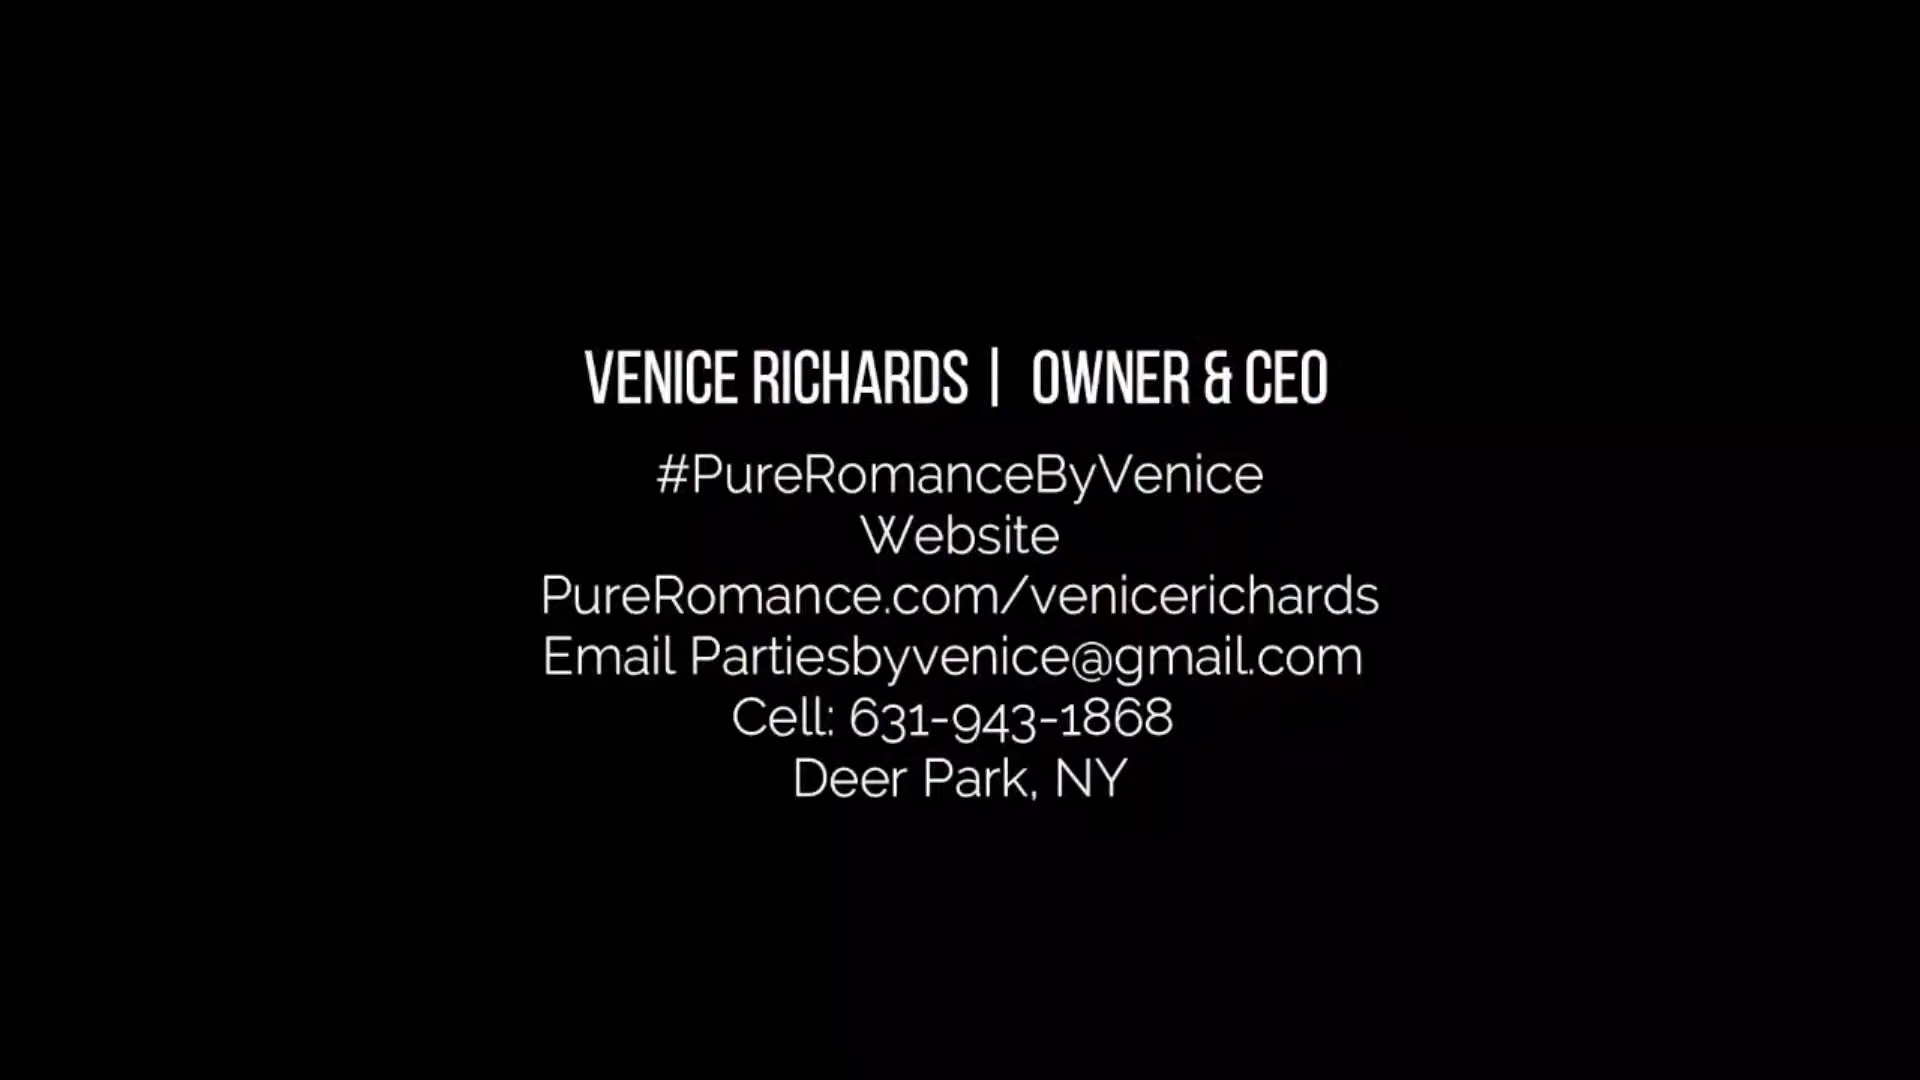 VENICE RICHARDS | OWNER & CEO
#PureRomanceByVenice
Website
PureRomance.com/venicerichards
Email Partiesbyvenice@gmail.com
Cell: 631-943-1868
Deer Park, NY